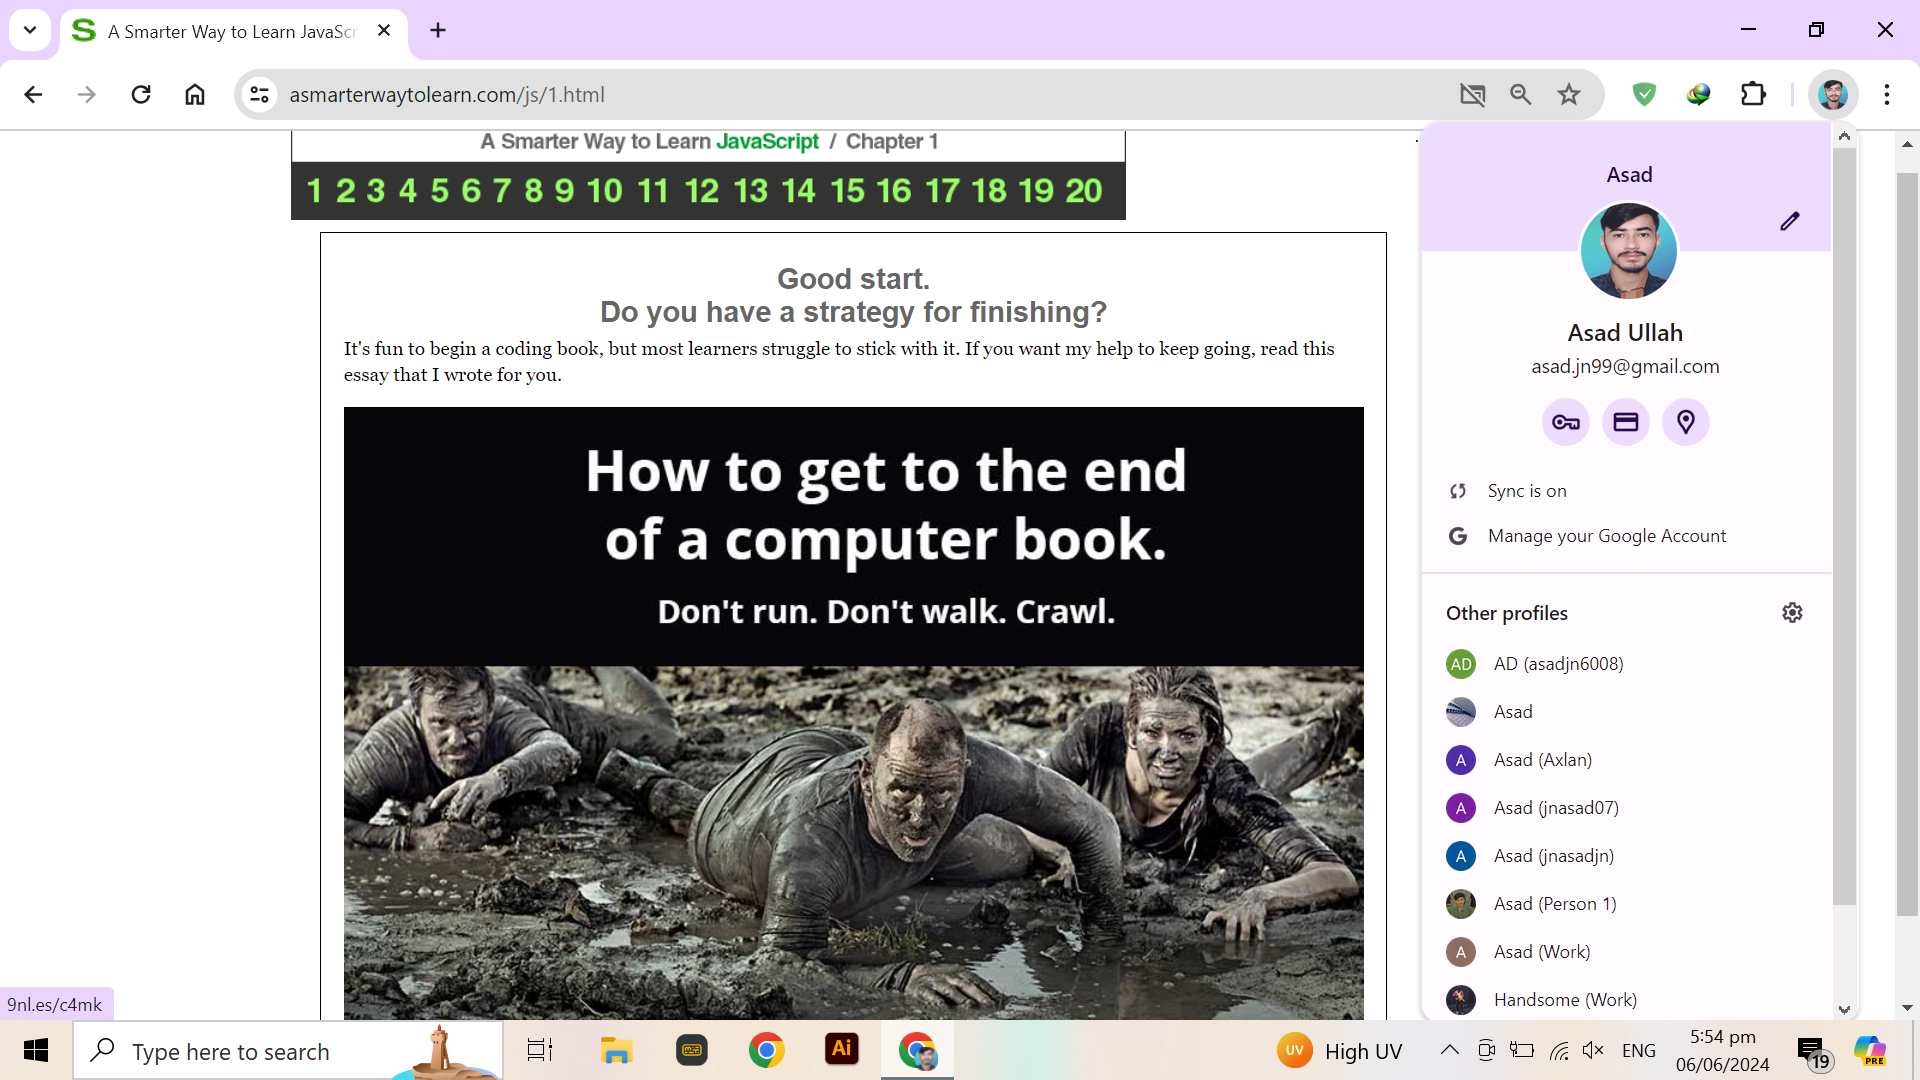 A Smarter Way to Learn JavaScr
asmarterwaytolearn.com/js/1.html
A Smarter Way to Learn JavaScript / Chapter 1
1 2 3 4 5 6 7 8 9 10 11 12 13 14 15 16 17 18 19 20
Good start.
Do you have a strategy for finishing?
It's fun to begin a coding book, but most learners struggle to stick with it. If you want my help to keep going, read this
essay that I wrote for you.
How to get to the end
of a computer book.
Don't run. Don't walk. Crawl.
Asad
Asad Ullah
asad.jn99@gmail.com
Sync is on
Manage your Google Account
Other profiles
AD AD (asadjn6008)
Asad
A Asad (Axlan)
A Asad (jnasad07)
A Asad (jnasadjn)
Asad (Person 1)
A Asad (Work)
Handsome (Work)
9nl.es/c4mk
Type here to search
Ai
UV High UV
ENG
5:54 pm
06/06/2024
19
PRE